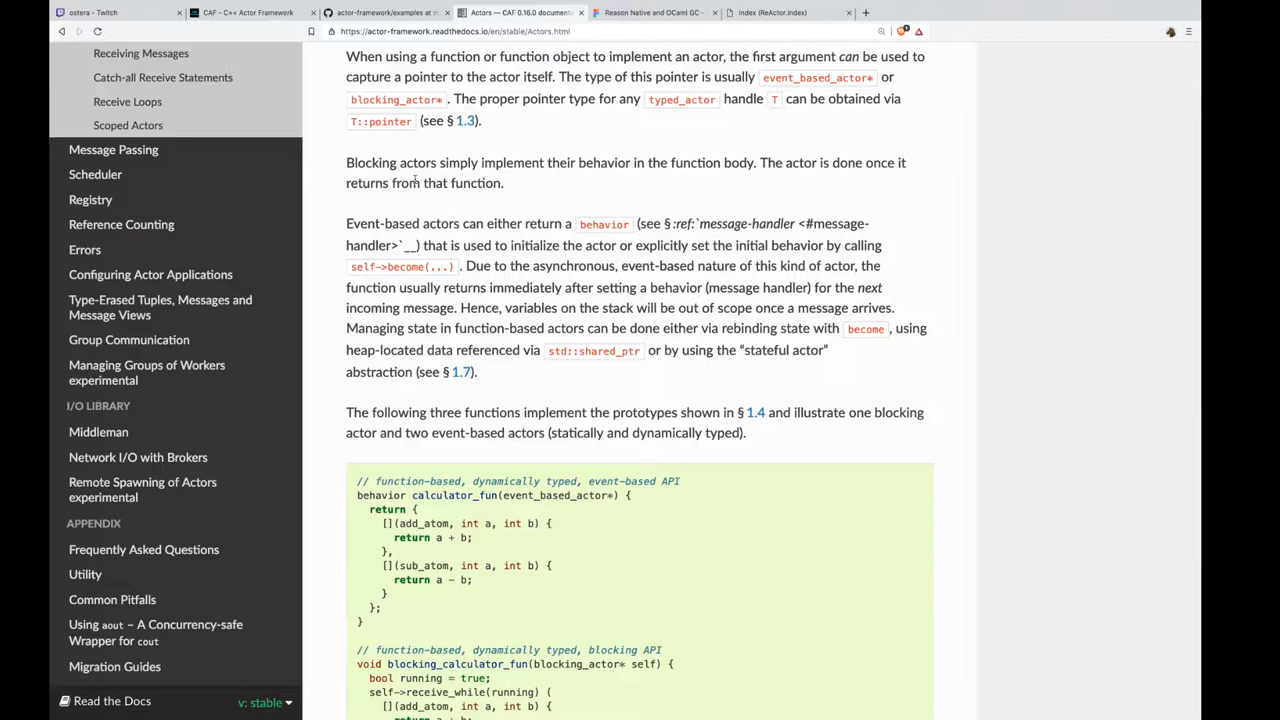 ostera - Twitch
CAF - C++ Actor Framework
actor-framework/examples at m
Actors — CAF 0.16.0 documenta
Reason Native and OCaml GC -
index (ReActor.index)
https://actor-framework.readthedocs.io/en/stable/Actors.html
Receiving Messages
Catch-all Receive Statements
Receive Loops
Scoped Actors
Message Passing
Scheduler
Registry
Reference Counting
Errors
Configuring Actor Applications
Type-Erased Tuples, Messages and
Message Views
Group Communication
Managing Groups of Workers
experimental
I/O LIBRARY
Middleman
Network I/O with Brokers
Remote Spawning of Actors
experimental
APPENDIX
Frequently Asked Questions
Utility
Common Pitfalls
Using aout – A Concurrency-safe
Wrapper for cout
Migration Guides
Read the Docs
v: stable
When using a function or function object to implement an actor, the first argument can be used to
capture a pointer to the actor itself. The type of this pointer is usually event_based_actor* or
blocking_actor* . The proper pointer type for any typed_actor handle T can be obtained via
T::pointer (see § 1.3).
Blocking actors simply implement their behavior in the function body. The actor is done once it
returns from that function.
Event-based actors can either return a behavior (see § :ref:`message-handler <#message-
handler>`__) that is used to initialize the actor or explicitly set the initial behavior by calling
self->become(...) . Due to the asynchronous, event-based nature of this kind of actor, the
function usually returns immediately after setting a behavior (message handler) for the next
incoming message. Hence, variables on the stack will be out of scope once a message arrives.
Managing state in function-based actors can be done either via rebinding state with become , using
heap-located data referenced via std::shared_ptr or by using the “stateful actor”
abstraction (see § 1.7).
The following three functions implement the prototypes shown in § 1.4 and illustrate one blocking
actor and two event-based actors (statically and dynamically typed).
// function-based, dynamically typed, event-based API
behavior calculator_fun(event_based_actor*) {
return {
[](add_atom, int a, int b) {
return a + b;
},
[](sub_atom, int a, int b) {
return a - b;
}
};
}
// function-based, dynamically typed, blocking API
void blocking_calculator_fun(blocking_actor* self) {
bool running = true;
self->receive_while(running) (
[](add_atom, int a, int b) {